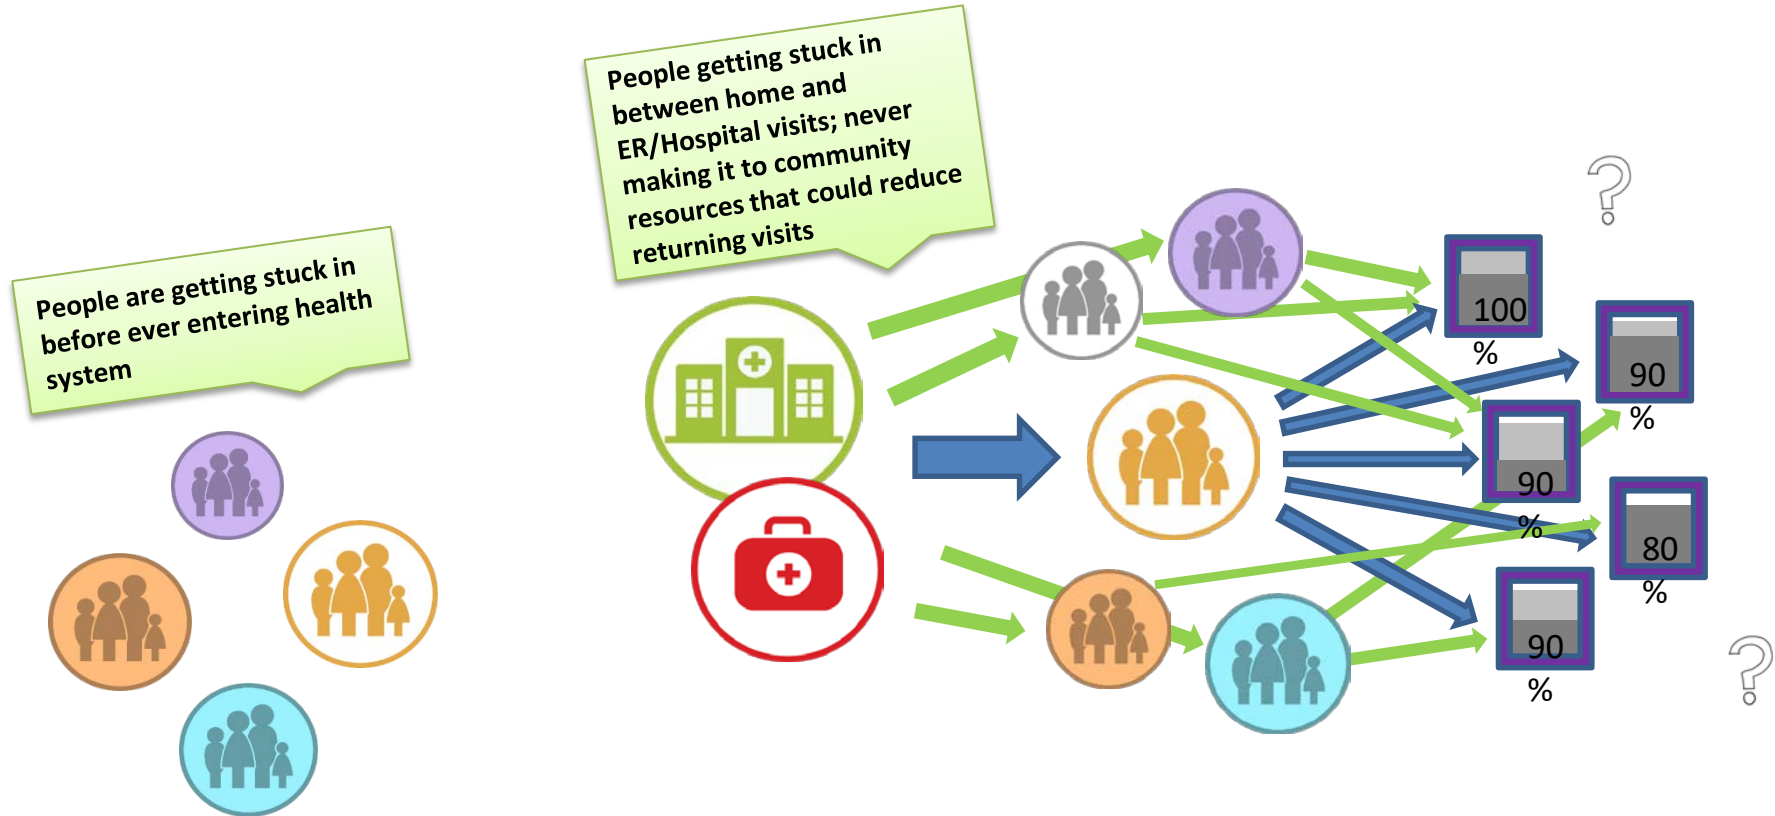 People getting stuck in
between home and
ER/Hospital visits; never
making it to community
resources that could reduce
returning visits
People are getting stuck in
before ever entering health
system
100
%
90
%
90
%
80
%
90
%
?
?